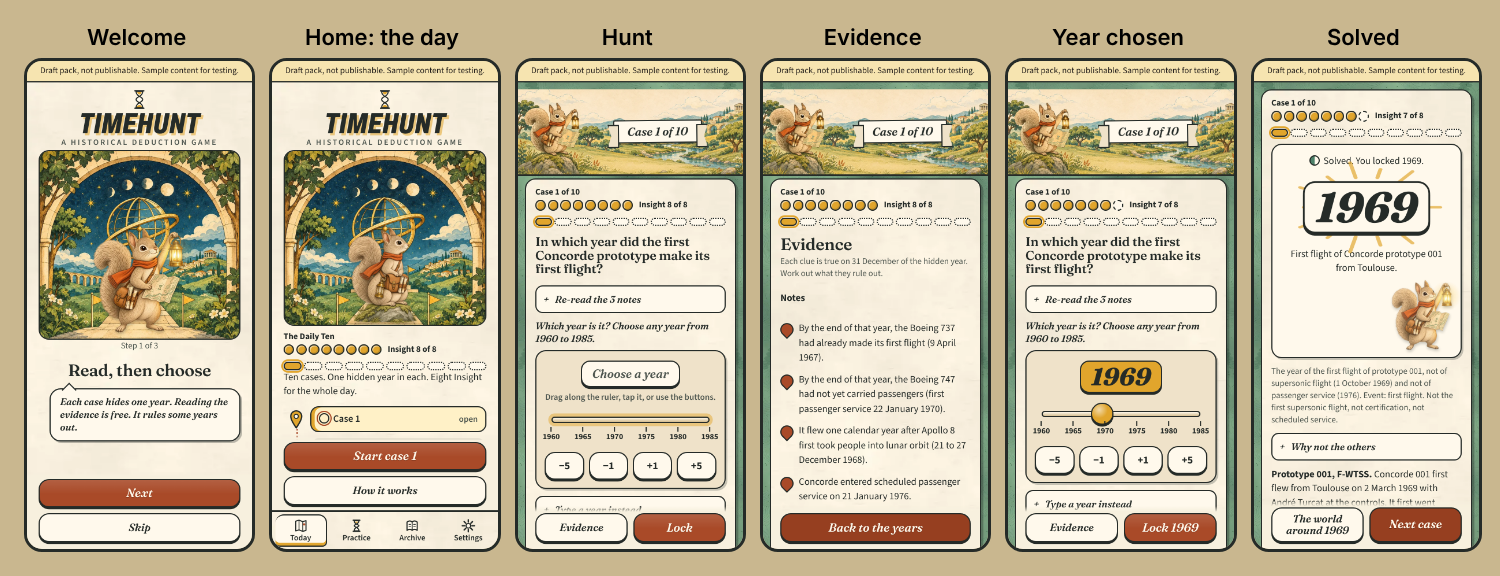 Welcome
Draft pack, not publishable. Sample content for testing.
TIMEHUNT
A HISTORICAL DEDUCTION GAME
Step 1 of 3
Read, then choose
Each case hides one year. Reading the
evidence is free. It rules some years
out.
Next
Skip
Home: the day
Draft pack, not publishable. Sample content for testing.
TIMEHUNT
A HISTORICAL DEDUCTION GAME
The Daily Ten
Insight 8 of 8
Ten cases. One hidden year in each. Eight Insight
for the whole day.
Case 1
open
Start case 1
How it works
Today
Practice
Archive
Settings
Hunt
Draft pack, not publishable. Sample content for testing.
Case 1 of 10
Case 1 of 10
Insight 8 of 8
In which year did the first
Concorde prototype make its
first flight?
+ Re-read the 3 notes
Which year is it? Choose any year from
1960 to 1985.
Choose a year
Drag along the ruler, tap it, or use the buttons.
1960 1965 1970 1975 1980 1985
−5 −1 +1 +5
+ Type a year instead
Evidence
Lock
Evidence
Draft pack, not publishable. Sample content for testing.
Case 1 of 10
Case 1 of 10
Insight 8 of 8
Evidence
Each clue is true on 31 December of the hidden year.
Work out what they rule out.
Notes
By the end of that year, the Boeing 737
had already made its first flight (9 April
1967).
By the end of that year, the Boeing 747
had not yet carried passengers (first
passenger service 22 January 1970).
It flew one calendar year after Apollo 8
first took people into lunar orbit (21 to 27
December 1968).
Concorde entered scheduled passenger
service on 21 January 1976.
Back to the years
Year chosen
Draft pack, not publishable. Sample content for testing.
Case 1 of 10
Case 1 of 10
Insight 7 of 8
In which year did the first
Concorde prototype make its
first flight?
+ Re-read the 3 notes
Which year is it? Choose any year from
1960 to 1985.
1969
1960 1965 1970 1975 1980 1985
−5 −1 +1 +5
+ Type a year instead
Evidence
Lock 1969
Solved
Draft pack, not publishable. Sample content for testing.
Case 1 of 10
Insight 7 of 8
Solved. You locked 1969.
1969
First flight of Concorde prototype 001
from Toulouse.
The year of the first flight of prototype 001, not of
supersonic flight (1 October 1969) and not of
passenger service (1976). Event: first flight. Not the
first supersonic flight, not certification, not
scheduled service.
+ Why not the others
Prototype 001, F-WTSS. Concorde 001 first
flew from Toulouse on 2 March 1969 with
André Turcat at the controls. It first went
The world
around 1969
Next case